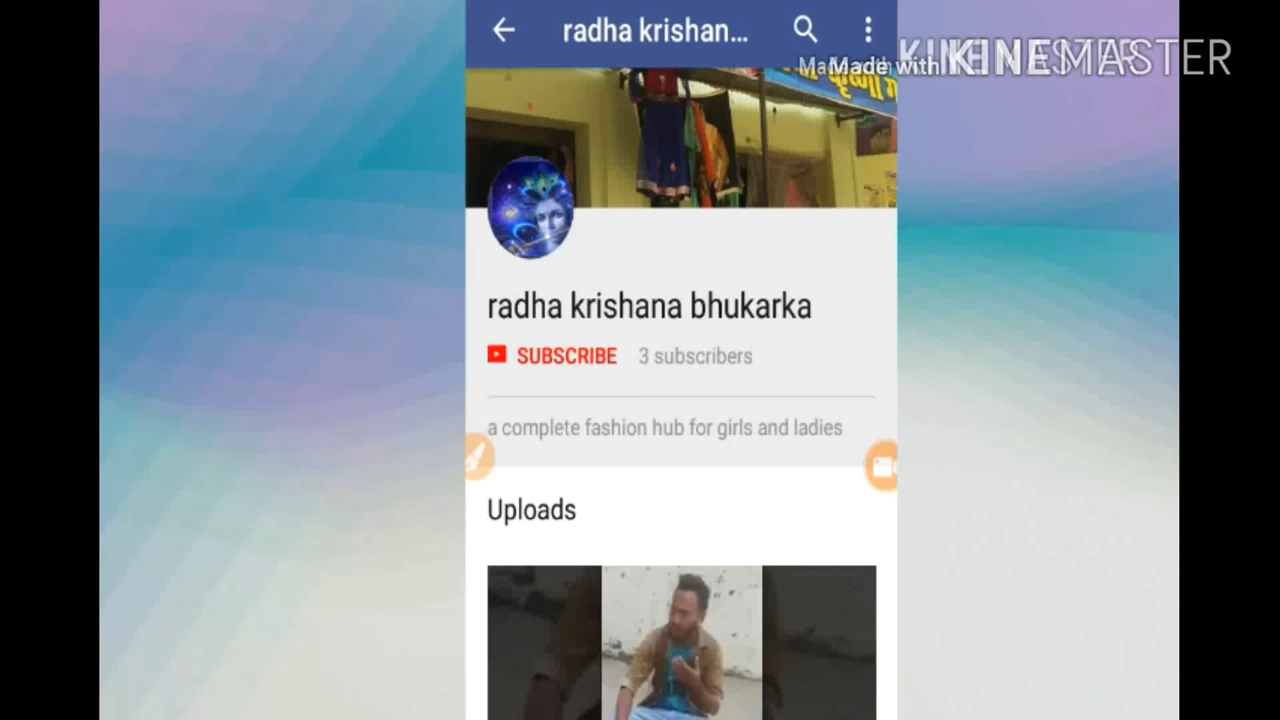 radha krishan...
Made with KINEMASTER
radha krishana bhukarka
SUBSCRIBE 3 subscribers
a complete fashion hub for girls and ladies
Uploads